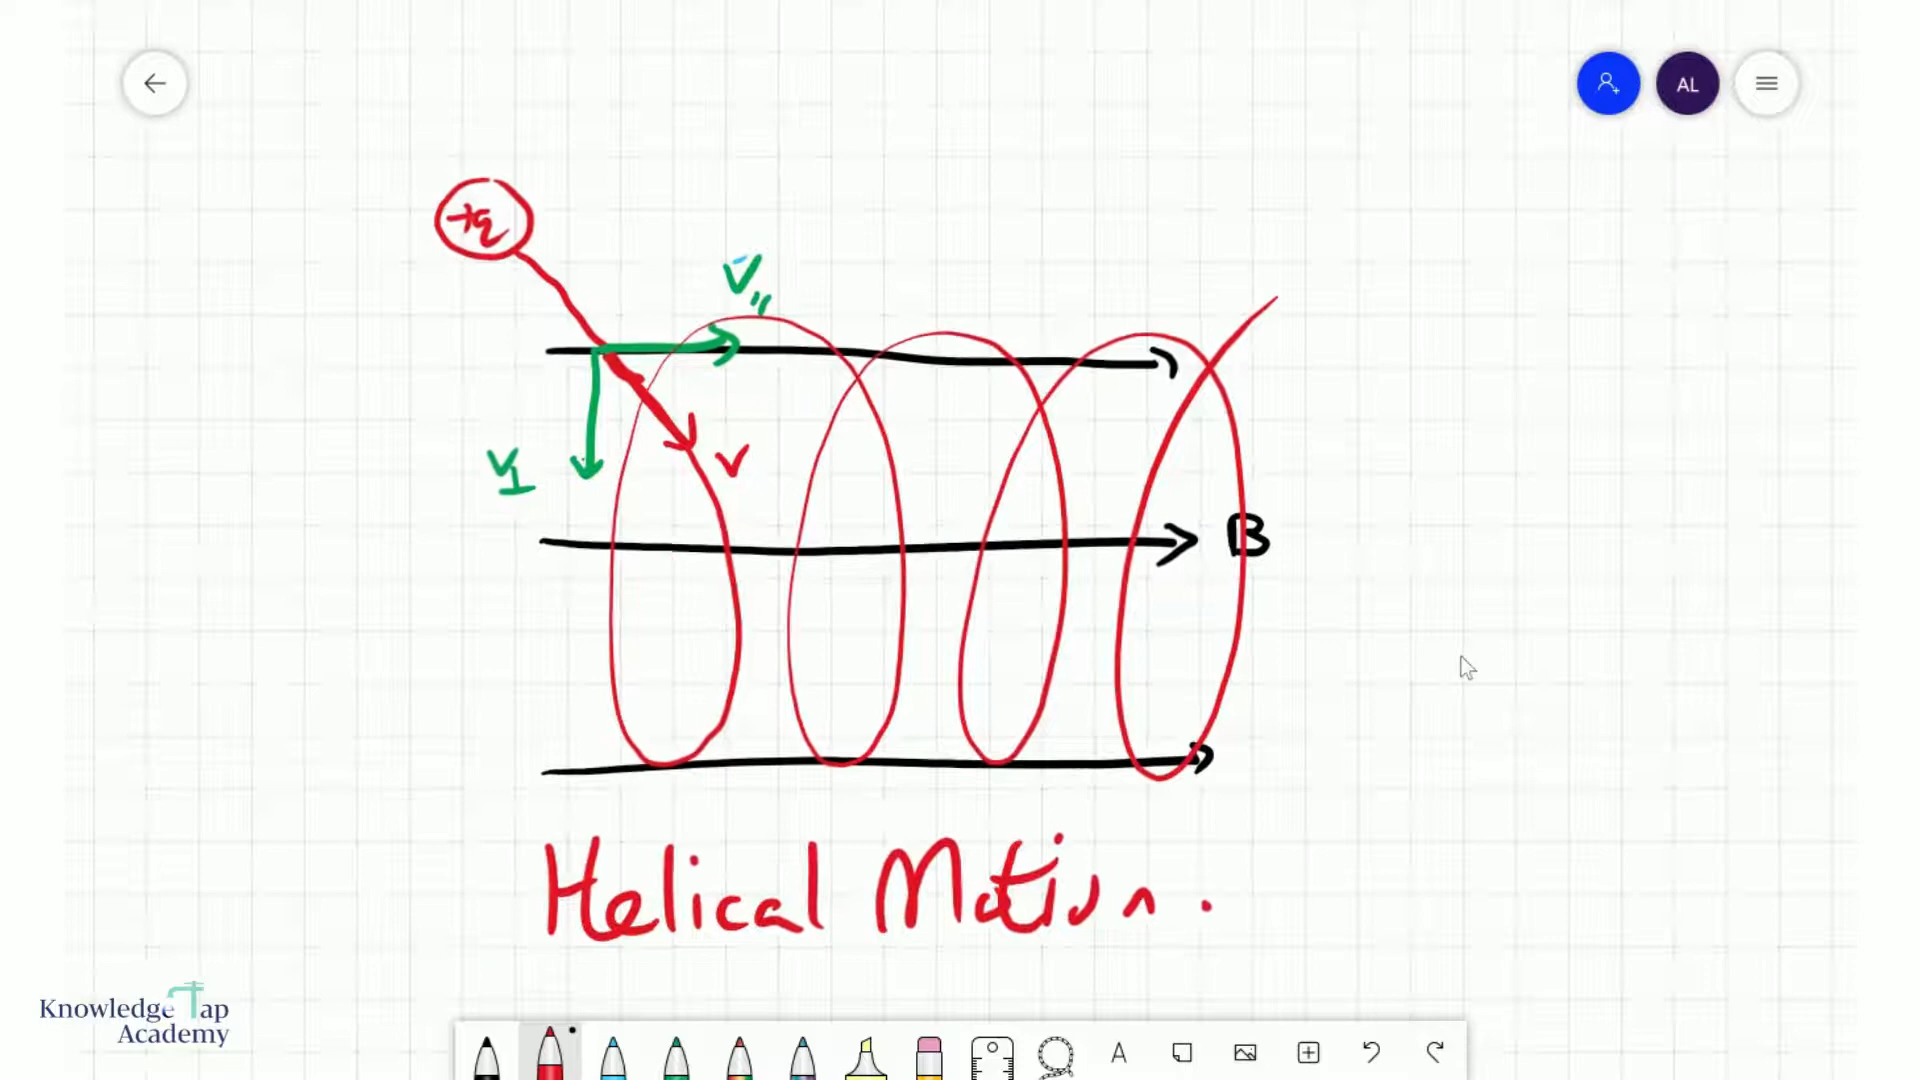 AL
+q
V∥
V⊥
V
B
Helical Motion.
Knowledge Tap
Academy
A